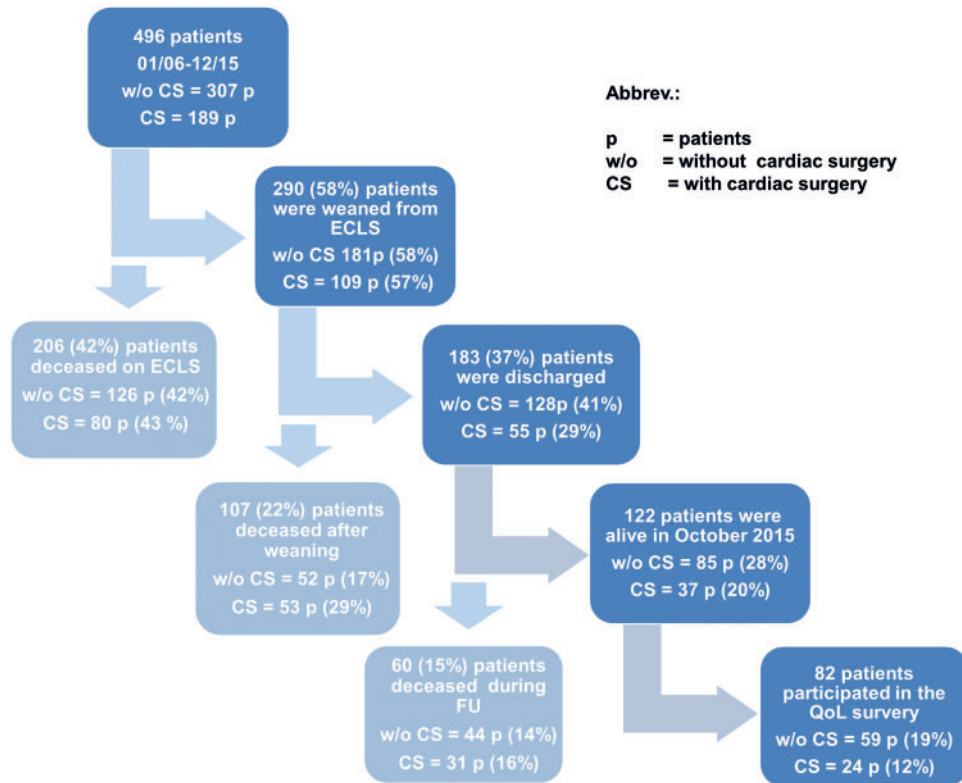 496 patients
01/06-12/15
w/o CS = 307 p
CS = 189 p
Abbrev.:
p = patients
w/o = without cardiac surgery
CS = with cardiac surgery
290 (58%) patients
were weaned from
ECLS
w/o CS 181p (58%)
CS = 109 p (57%)
206 (42%) patients
deceased on ECLS
w/o CS = 126 p (42%)
CS = 80 p (43 %)
183 (37%) patients
were discharged
w/o CS = 128p (41%)
CS = 55 p (29%)
107 (22%) patients
deceased after
weaning
w/o CS = 52 p (17%)
CS = 53 p (29%)
122 patients were
alive in October 2015
w/o CS = 85 p (28%)
CS = 37 p (20%)
60 (15%) patients
deceased during
FU
w/o CS = 44 p (14%)
CS = 31 p (16%)
82 patients
participated in the
QoL survery
w/o CS = 59 p (19%)
CS = 24 p (12%)